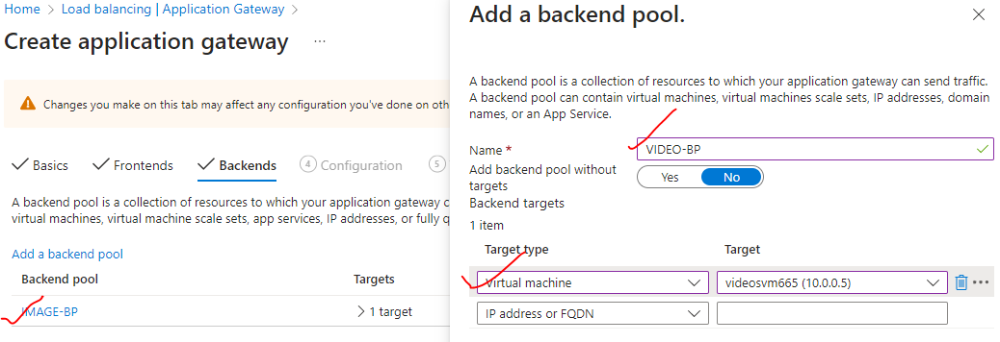 Home > Load balancing | Application Gateway >
Create application gateway ...
Changes you make on this tab may affect any configuration you've done on oth
Basics Frontends Backends 4 Configuration 5
A backend pool is a collection of resources to which your application gateway c
virtual machines, virtual machine scale sets, app services, IP addresses, or fully q
Add a backend pool
Backend pool Targets
IMAGE-BP > 1 target
Add a backend pool.
A backend pool is a collection of resources to which your application gateway can send traffic.
A backend pool can contain virtual machines, virtual machines scale sets, IP addresses, domain
names, or an App Service.
Name * VIDEO-BP
Add backend pool without
targets
Yes No
Backend targets
1 item
Target type Target
Virtual machine videosvm665 (10.0.0.5)
IP address or FQDN